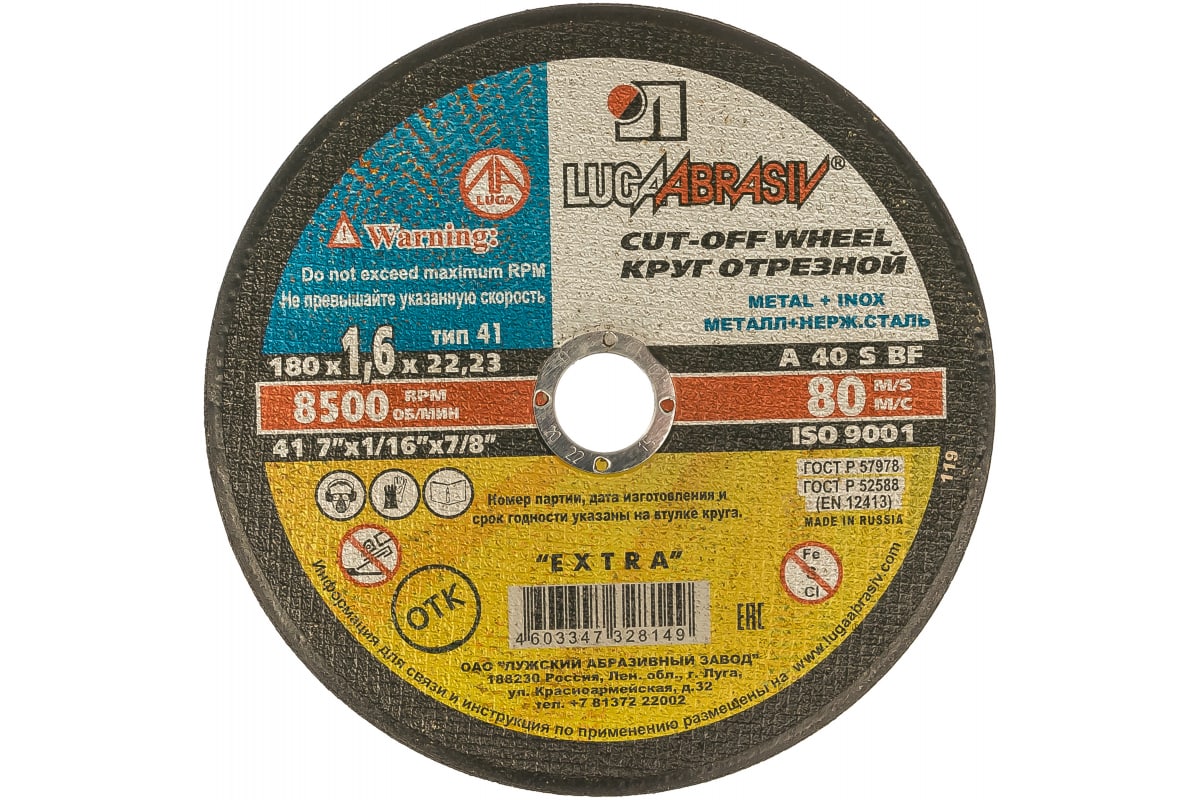 Л
LUGAABRASIV®
LUGA
Warning:
Do not exceed maximum RPM
Не превышайте указанную скорость
CUT-OFF WHEEL
КРУГ ОТРЕЗНОЙ
METAL + INOX
МЕТАЛЛ+НЕРЖ.СТАЛЬ
тип 41
180 x 1,6 x 22,23
A 40 S BF
8500 RPM
ОБ/МИН
80 M/S
М/С
41 7"x1/16"x7/8"
ISO 9001
119
ГОСТ Р 57978
ГОСТ Р 52588
(EN 12413)
MADE IN RUSSIA
Номер партии, дата изготовления и
срок годности указаны на втулке круга.
"EXTRA"
Fe
S
Cl
ОТК
4 603347 328149
EAC
ОАО "ЛУЖСКИЙ АБРАЗИВНЫЙ ЗАВОД"
188230 Россия, Лен. обл., г. Луга,
ул. Красноармейская, д.32
тел. +7 81372 22002
Информация для связи и инструкция по применению размещены на www.lugaabrasiv.com